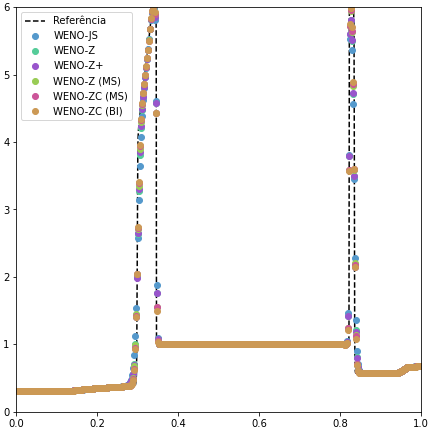 6
5
4
3
2
1
0
Referência
WENO-JS
WENO-Z
WENO-Z+
WENO-Z (MS)
WENO-ZC (MS)
WENO-ZC (BI)
0.0 0.2 0.4 0.6 0.8 1.0